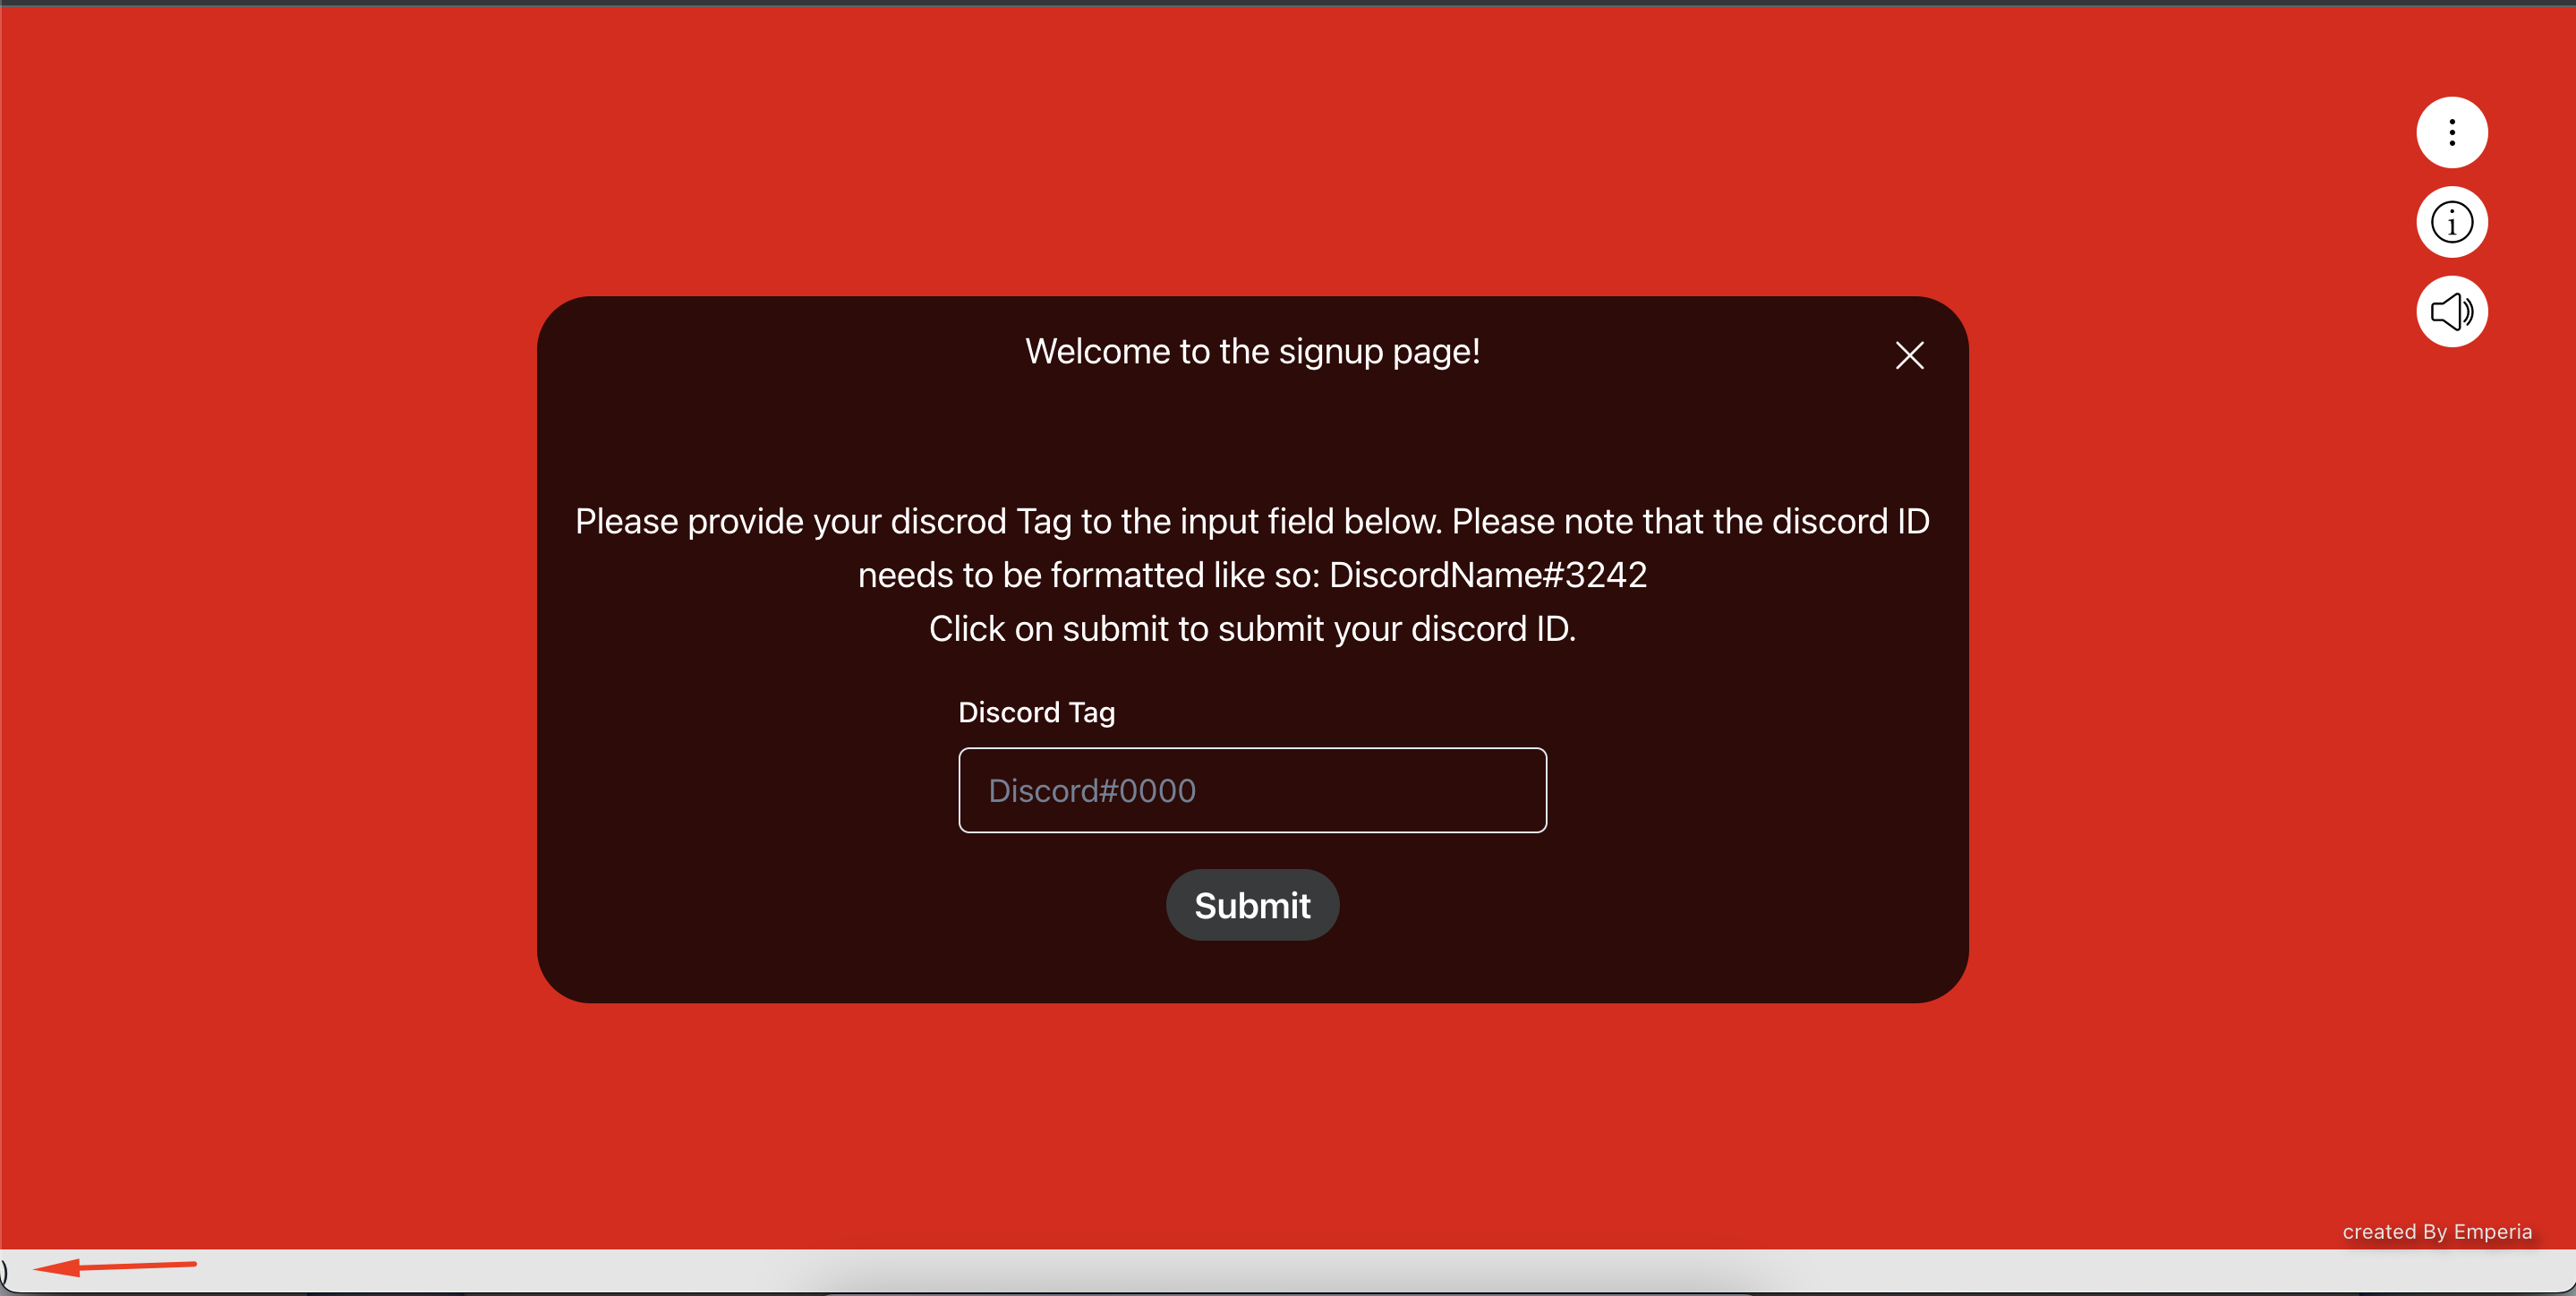 Welcome to the signup page!
Please provide your discrod Tag to the input field below. Please note that the discord ID
needs to be formatted like so: DiscordName#3242
Click on submit to submit your discord ID.
Discord Tag
Discord#0000
Submit
created By Emperia
)